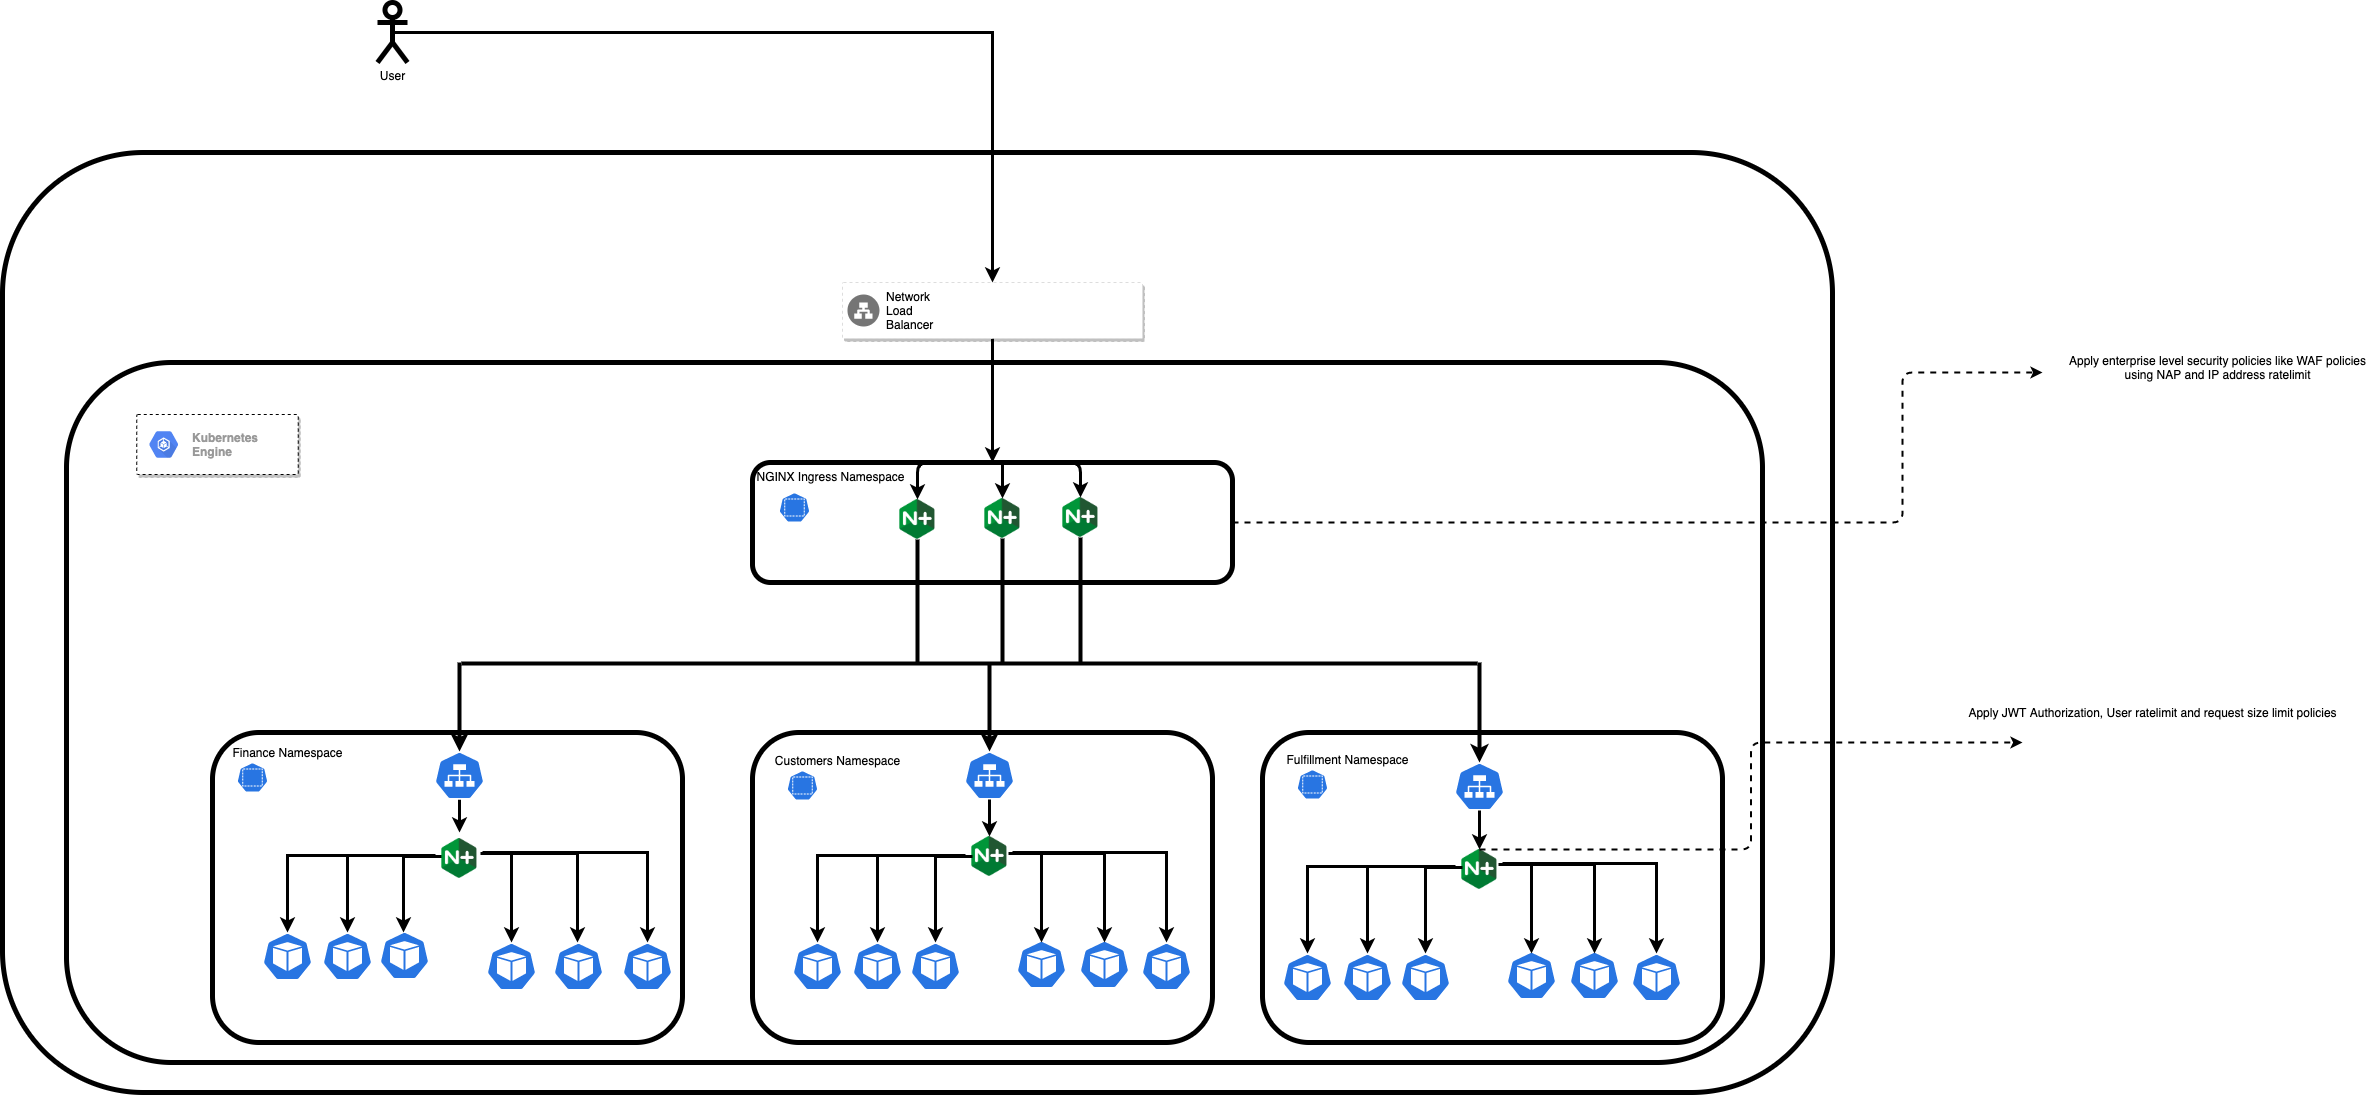 User
Network
Load
Balancer
Apply enterprise level security policies like WAF policies
using NAP and IP address ratelimit
Kubernetes
Engine
NGINX Ingress Namespace
N+
N+
N+
Apply JWT Authorization, User ratelimit and request size limit policies
Finance Namespace
Customers Namespace
Fulfillment Namespace
N+
N+
N+